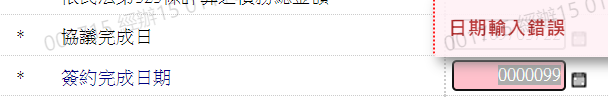 依民法第323條計算之債務總金額
* 協議完成日
日期輸入錯誤
* 簽約完成日期
0000099